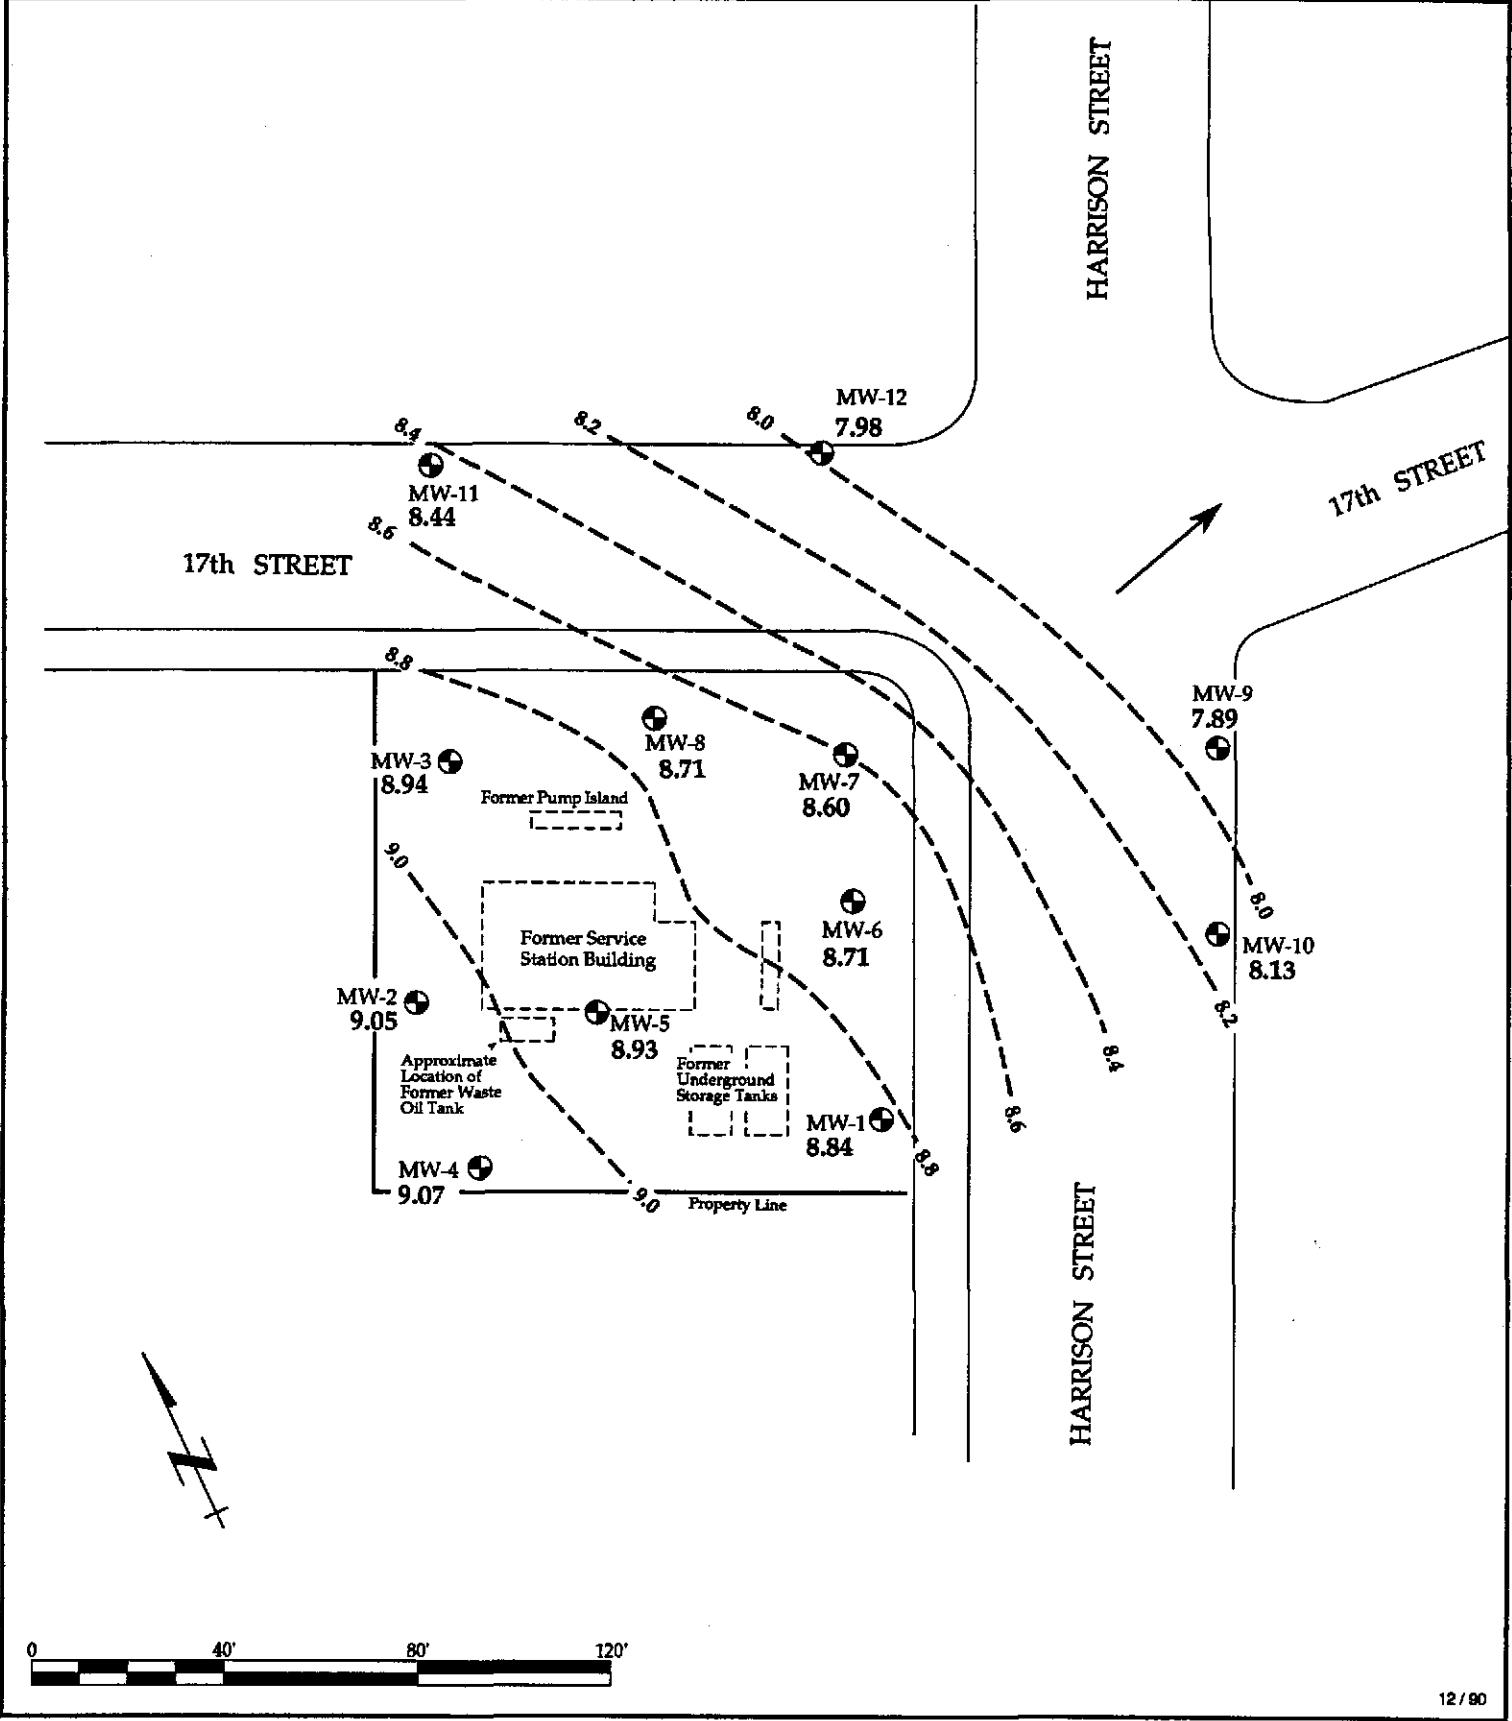 HARRISON STREET
MW-12
7.98
8.4
8.2
8.0
17th STREET
MW-11
8.44
8.6
17th STREET
8.8
MW-9
7.89
MW-8
8.71
MW-3
8.94
MW-7
8.60
Former Pump Island
9.0
8.0
MW-6
8.71
MW-10
8.13
Former Service
Station Building
MW-2
9.05
8.2
MW-5
8.93
8.4
Approximate
Location of
Former Waste
Oil Tank
Former
Underground
Storage Tanks
8.6
MW-1
8.84
8.8
MW-4
9.07
9.0
Property Line
HARRISON STREET
N
0 40' 80' 120'
12/90